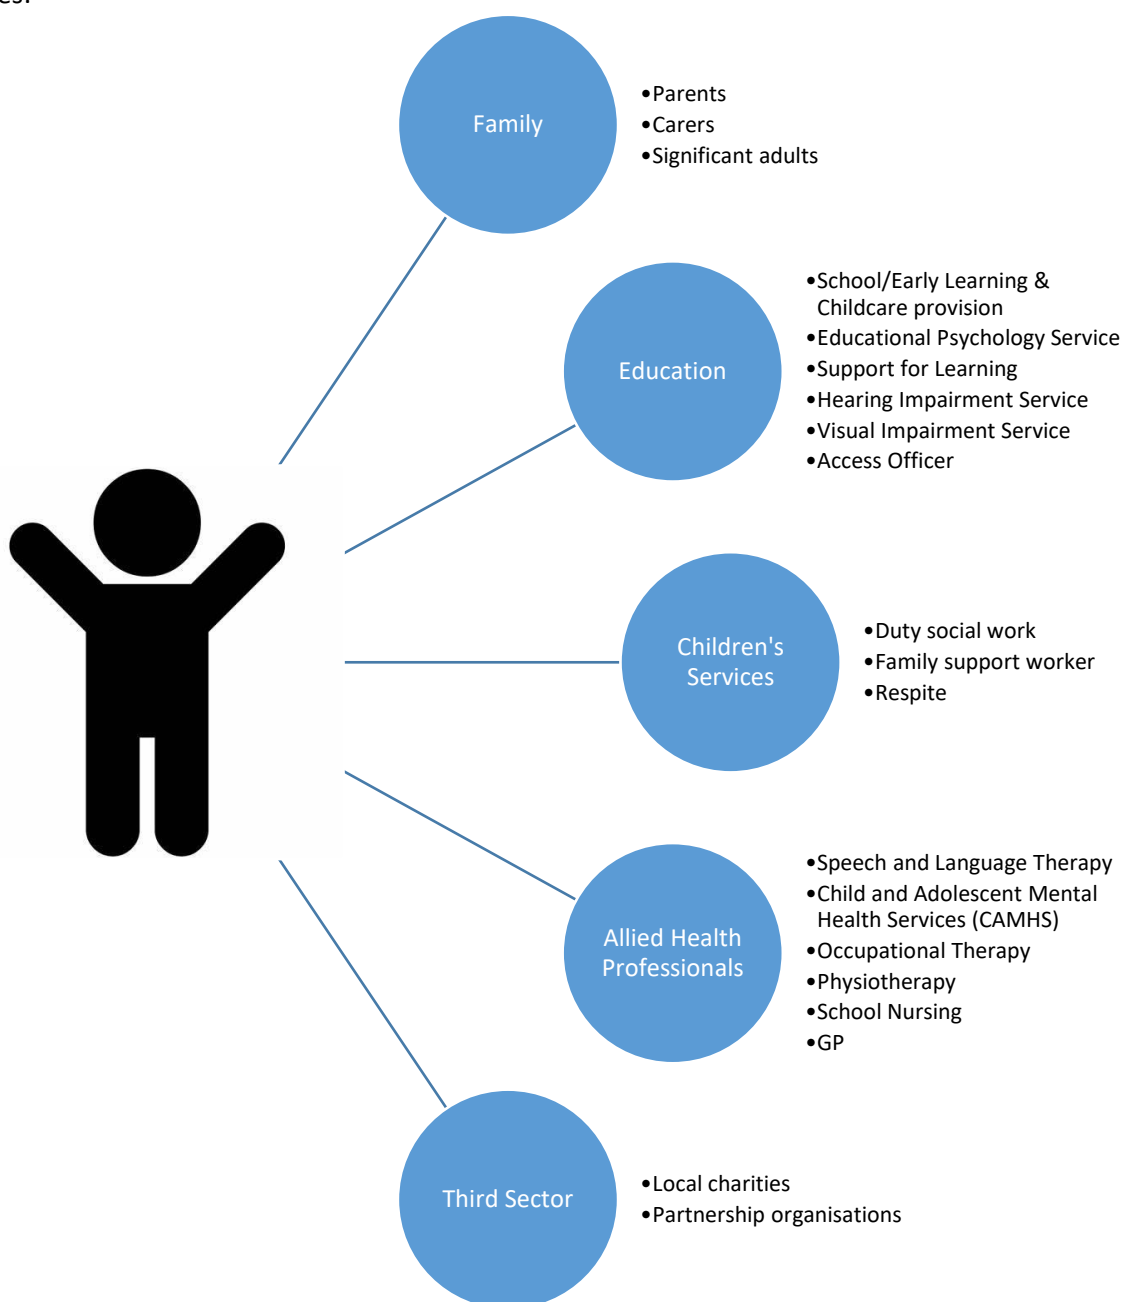 es.
Family
•Parents
•Carers
•Significant adults
Education
•School/Early Learning &
Childcare provision
•Educational Psychology Service
•Support for Learning
•Hearing Impairment Service
•Visual Impairment Service
•Access Officer
Children's
Services
•Duty social work
•Family support worker
•Respite
Allied Health
Professionals
•Speech and Language Therapy
•Child and Adolescent Mental
Health Services (CAMHS)
•Occupational Therapy
•Physiotherapy
•School Nursing
•GP
Third Sector
•Local charities
•Partnership organisations